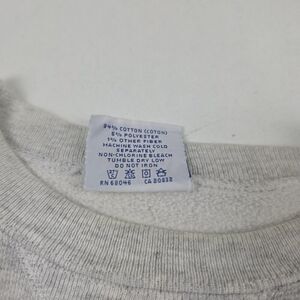 94% COTTON (COTON)
5% POLYESTER
1% OTHER FIBER
MACHINE WASH COLD
SEPARATELY
NON-CHLORINE BLEACH
TUMBLE DRY LOW
DO NOT IRON
RN 68046 CA 80832